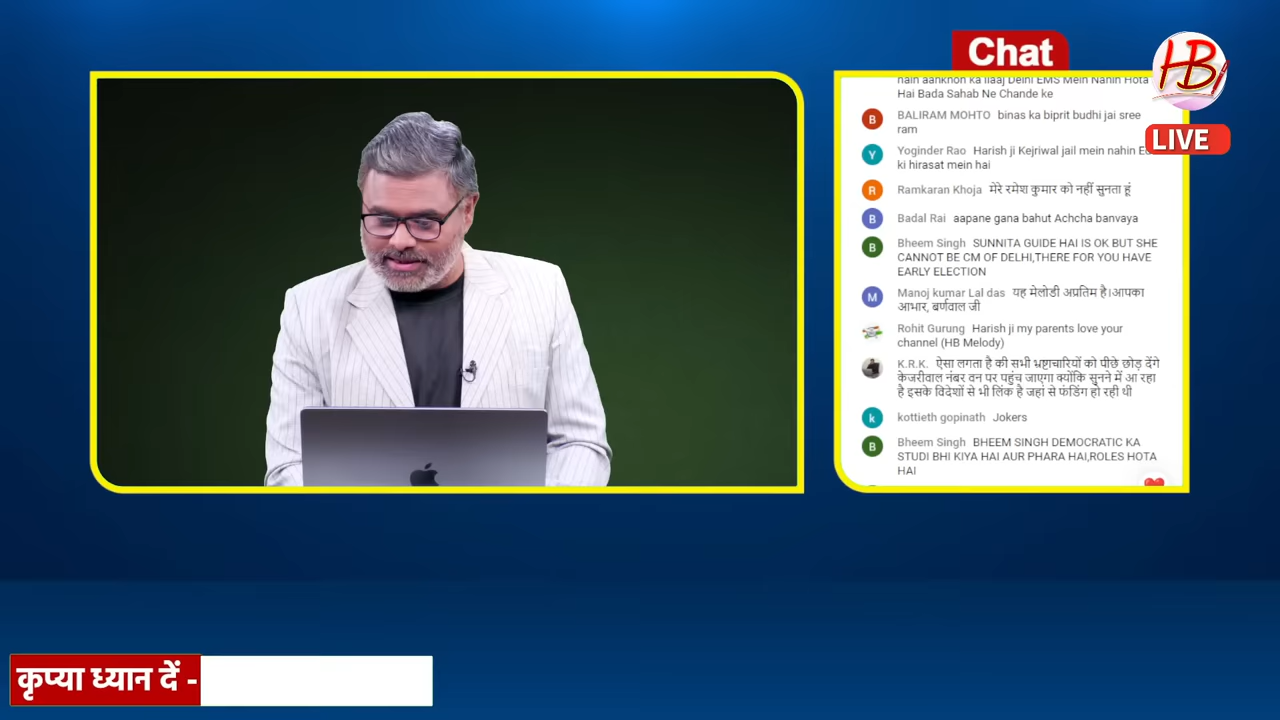 Chat
HB
LIVE
nain aankhon ka ilaaj Delhi EMS Mein Nahin Hota
Hai Bada Sahab Ne Chande ke
BALIRAM MOHTO binas ka biprit budhi jai sree
ram
Yoginder Rao Harish ji Kejriwal jail mein nahin
ki hirasat mein hai
Ramkaran Khoja मेरे रमेश कुमार को नहीं सुनता हूं
Badal Rai aapane gana bahut Achcha banvaya
Bheem Singh SUNNITA GUIDE HAI IS OK BUT SHE
CANNOT BE CM OF DELHI,THERE FOR YOU HAVE
EARLY ELECTION
Manoj kumar Lal das यह मेलोडी अप्रतिम है।आपका
आभार, बर्णवाल जी
Rohit Gurung Harish ji my parents love your
channel (HB Melody)
K.R.K. ऐसा लगता है की सभी भ्रष्टाचारियों को पीछे छोड़ देंगे
केजरीवाल नंबर वन पर पहुंच जाएगा क्योंकि सुनने में आ रहा
है इसके विदेशों से भी लिंक है जहां से फंडिंग हो रही थी
kottieth gopinath Jokers
Bheem Singh BHEEM SINGH DEMOCRATIC KA
STUDI BHI KIYA HAI AUR PHARA HAI,ROLES HOTA
HAI
कृप्या ध्यान दें -